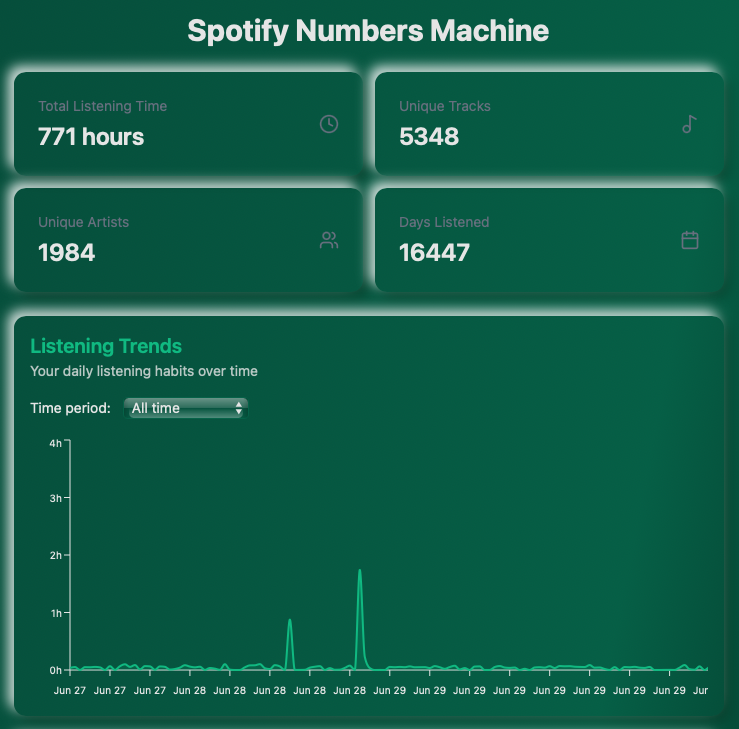 Spotify Numbers Machine
Total Listening Time
771 hours
Unique Tracks
5348
Unique Artists
1984
Days Listened
16447
Listening Trends
Your daily listening habits over time
Time period: All time
4h
3h
2h
1h
0h
Jun 27 Jun 27 Jun 27 Jun 28 Jun 28 Jun 28 Jun 28 Jun 28 Jun 29 Jun 29 Jun 29 Jun 29 Jun 29 Jun 29 Jun 29 Jun 29 Jur